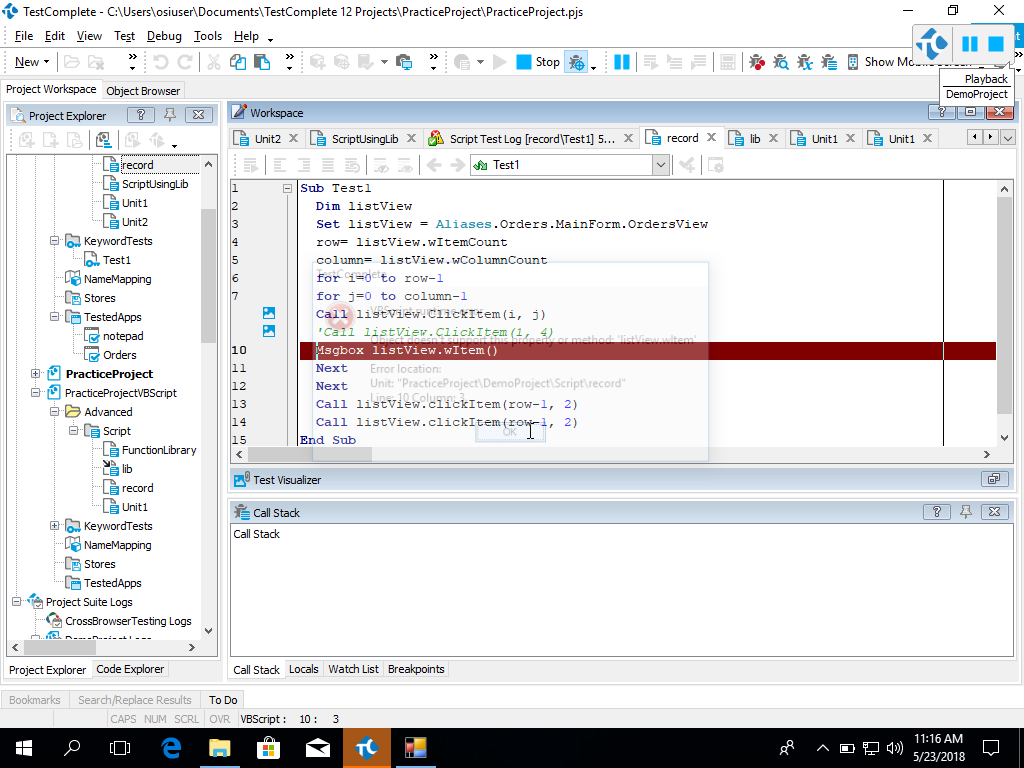 TestComplete - C:\Users\osiuser\Documents\TestComplete 12 Projects\PracticeProject\PracticeProject.pjs
File Edit View Test Debug Tools Help
New
Stop
Show Mo
Playback
DemoProject
Project Workspace
Object Browser
Project Explorer
?
record
ScriptUsingLib
Unit1
Unit2
KeywordTests
Test1
NameMapping
Stores
TestedApps
notepad
Orders
PracticeProject
PracticeProjectVBScript
Advanced
Script
FunctionLibrary
lib
record
Unit1
KeywordTests
NameMapping
Stores
TestedApps
Project Suite Logs
CrossBrowserTesting Logs
DemoProject Logs
Project Explorer
Code Explorer
Workspace
?
Unit2
ScriptUsingLib
Script Test Log [record\Test1] 5...
record
lib
Unit1
Unit1
Test1
1 Sub Test1
2 Dim listView
3 Set listView = Aliases.Orders.MainForm.OrdersView
4 row= listView.wItemCount
5 column= listView.wColumnCount
6 for i=0 to row-1
7 for j=0 to column-1
Call listView.ClickItem(i, j)
'Call listView.ClickItem(1, 4)
10 Msgbox listView.wItem()
11 Next
12 Next
13 Call listView.clickItem(row-1, 2)
14 Call listView.clickItem(row-1, 2)
15 End Sub
TestComplete
VBScript runtime error
Object doesn't support this property or method: 'listView.wItem'
Error location:
Unit: "PracticeProject\DemoProject\Script\record"
Line: 10 Column: 3
OK
Test Visualizer
Call Stack
?
Call Stack
Call Stack
Locals
Watch List
Breakpoints
Bookmarks
Search/Replace Results
To Do
CAPS NUM SCRL OVR VBScript : 10 : 3
11:16 AM
5/23/2018